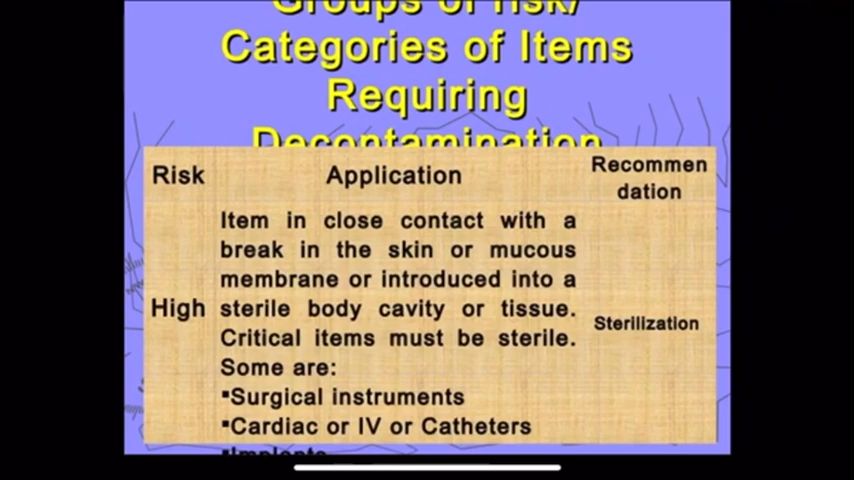 Groups of risk/
Categories of Items
Requiring
Decontamination
Risk
Application
Recommen
dation
High
Item in close contact with a
break in the skin or mucous
membrane or introduced into a
sterile body cavity or tissue.
Critical items must be sterile.
Some are:
▪Surgical instruments
▪Cardiac or IV or Catheters
▪Implants
Sterilization